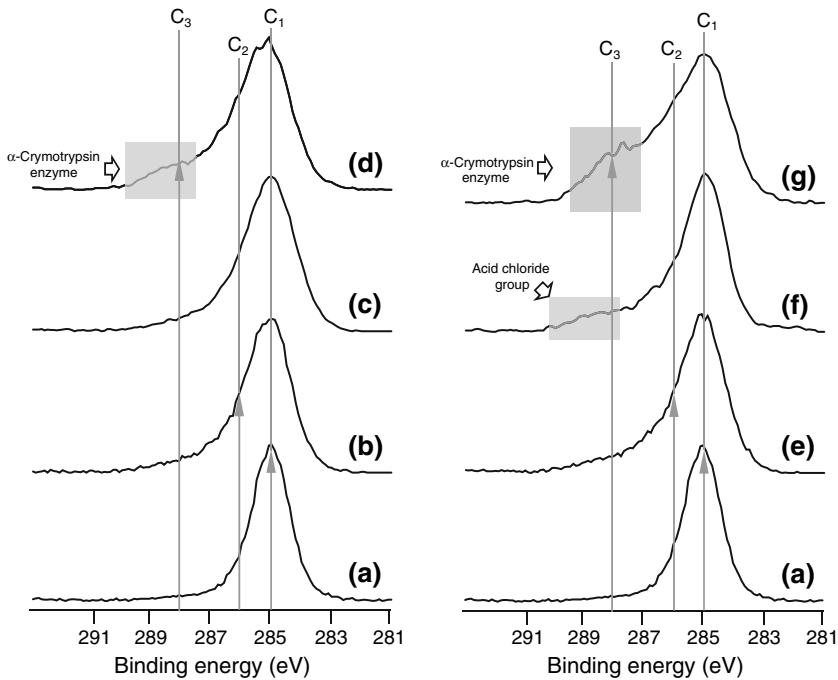 C3
C2
C1
α-Crymotrypsin
enzyme
(d)
(c)
(b)
(a)
291 289 287 285 283 281
Binding energy (eV)
C3
C2
C1
α-Crymotrypsin
enzyme
(g)
Acid chloride
group
(f)
(e)
(a)
291 289 287 285 283 281
Binding energy (eV)